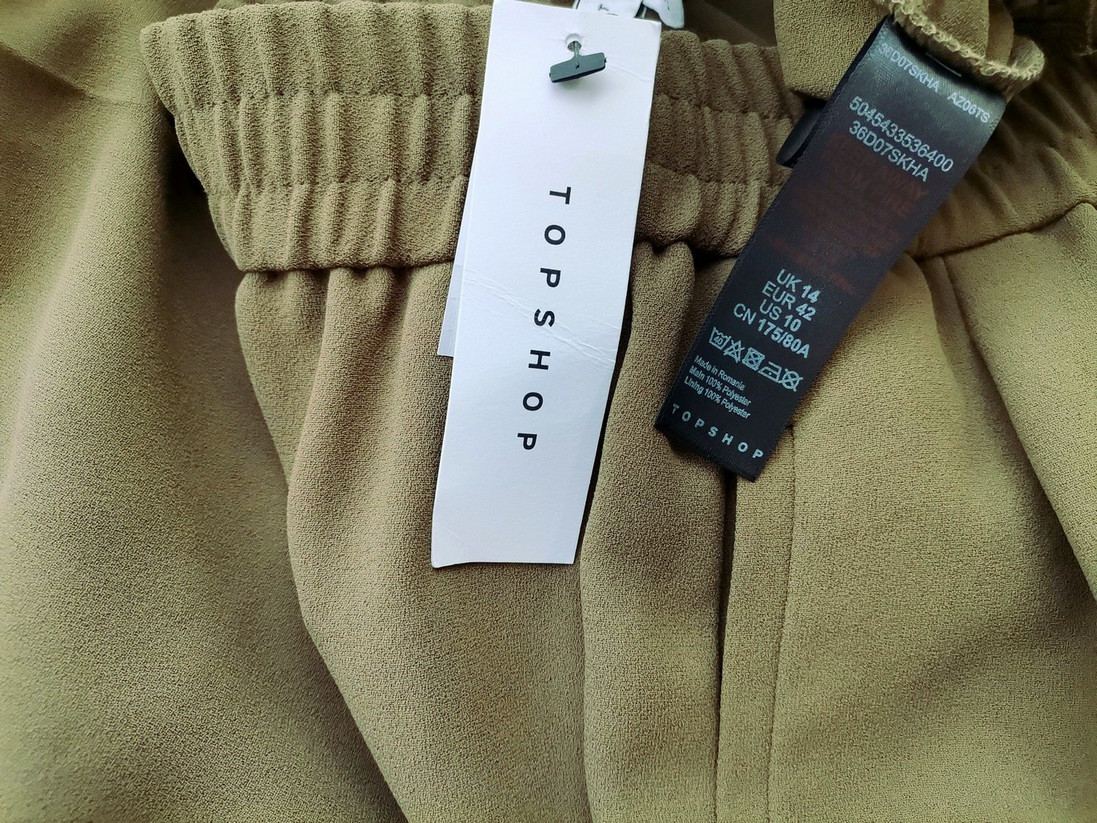 TOPSHOP
36D07SKHA AZ06TS
5045433536400
36D07SKHA
UK 14
EUR 42
US 10
CN 175/80A
40
Made in Romania
Main 100% Polyester
Lining 100% Polyester
TOPSHOP